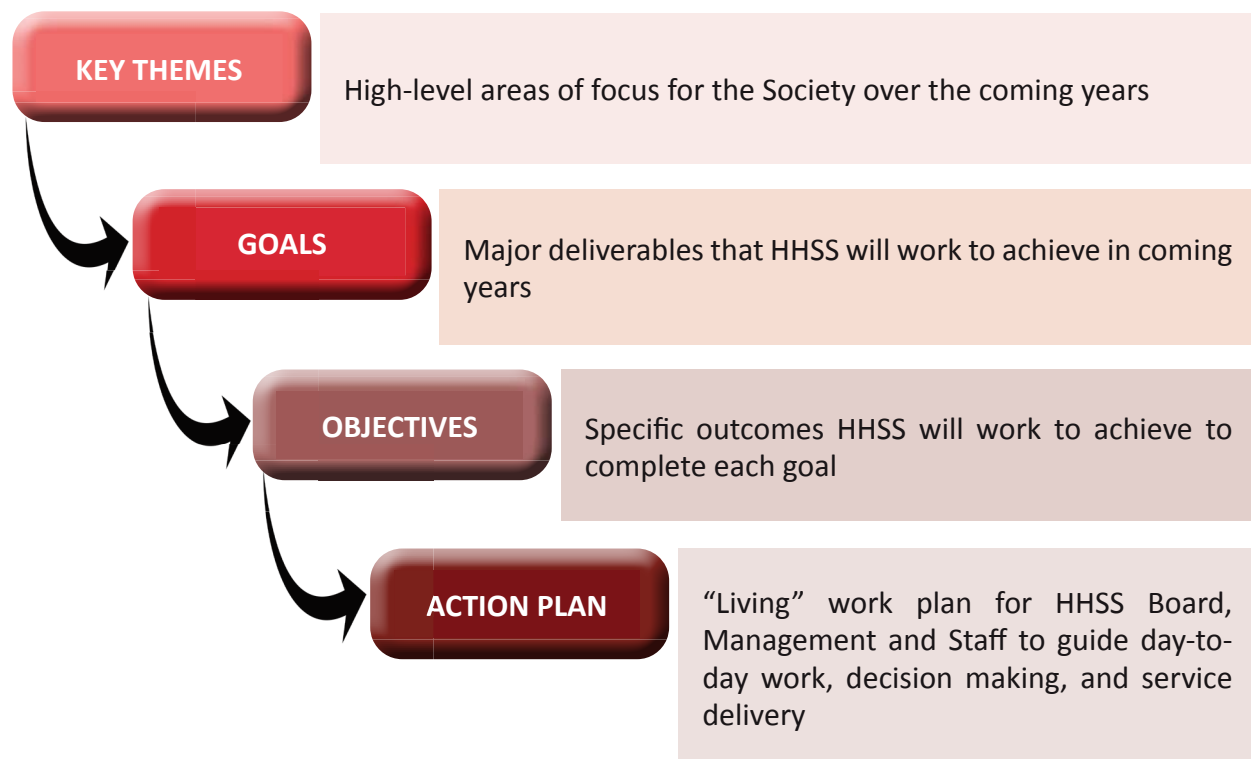 KEY THEMES
High-level areas of focus for the Society over the coming years
GOALS
Major deliverables that HHSS will work to achieve in coming
years
OBJECTIVES
Specific outcomes HHSS will work to achieve to
complete each goal
ACTION PLAN
“Living” work plan for HHSS Board,
Management and Staff to guide day-to-
day work, decision making, and service
delivery